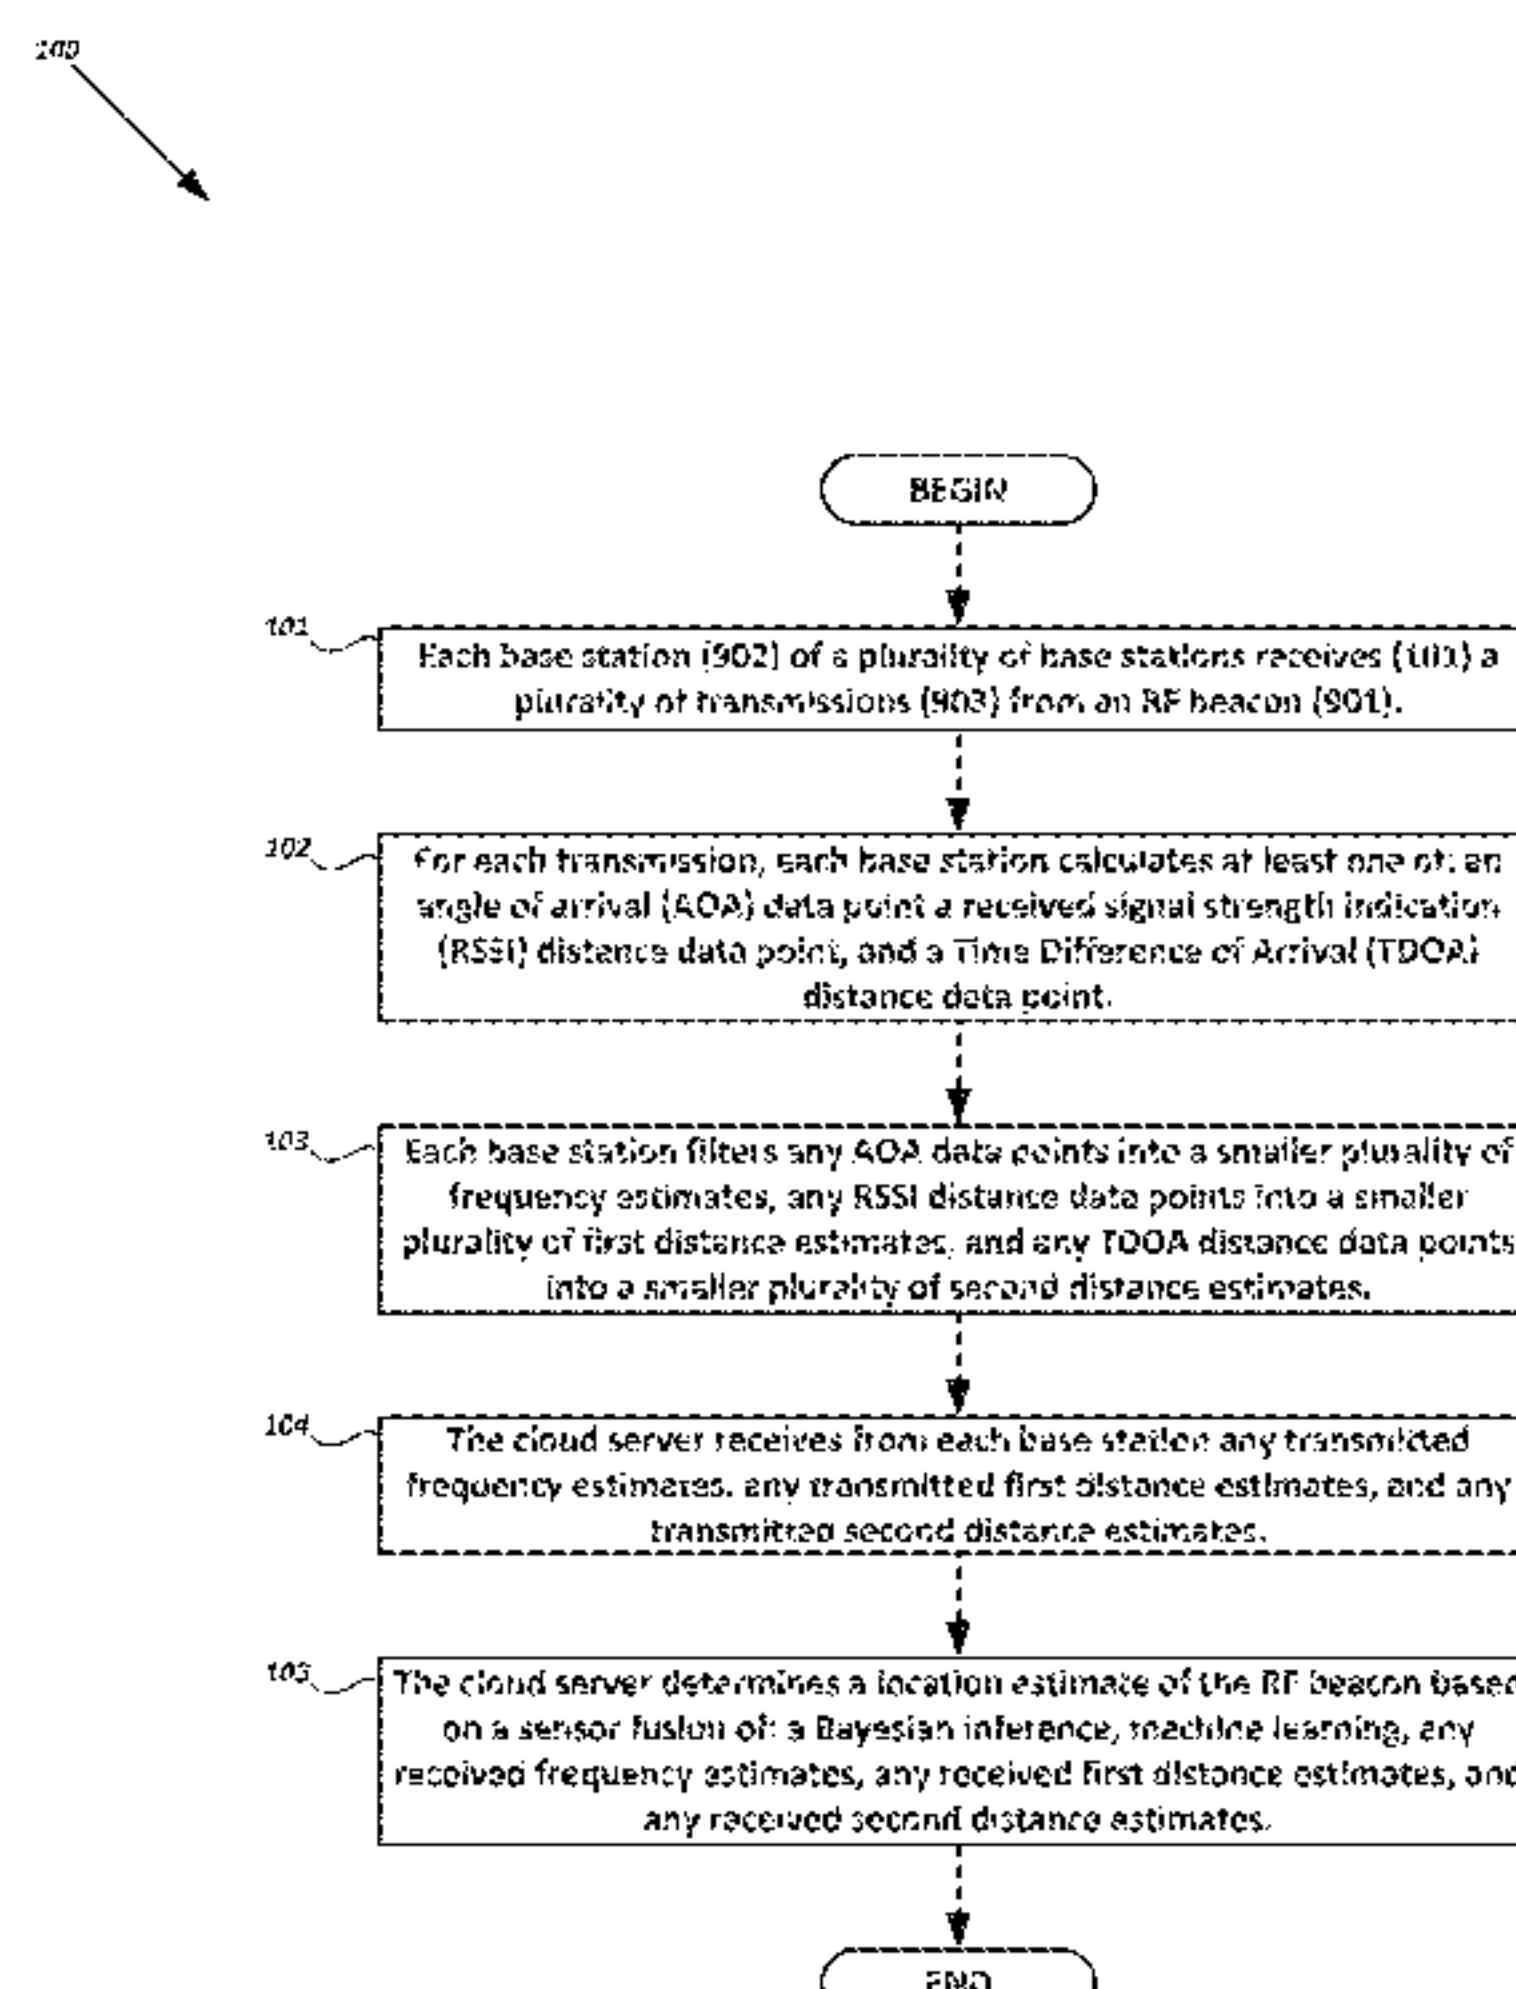 100
BEGIN
101
Each base station (902) of a plurality of base stations receives (101) a
plurality of transmissions (903) from an RF beacon (901).
102
For each transmission, each base station calculates at least one of: an
angle of arrival (AOA) data point a received signal strength indication
(RSSI) distance data point, and a Time Difference of Arrival (TDOA)
distance data point.
103
Each base station filters any AOA data points into a smaller plurality of
frequency estimates, any RSSI distance data points into a smaller
plurality of first distance estimates, and any TDOA distance data points
into a smaller plurality of second distance estimates.
104
The cloud server receives from each base station any transmitted
frequency estimates, any transmitted first distance estimates, and any
transmitted second distance estimates.
105
The cloud server determines a location estimate of the RF beacon based
on a sensor fusion of: a Bayesian inference, machine learning, any
received frequency estimates, any received first distance estimates, and
any received second distance estimates.
END